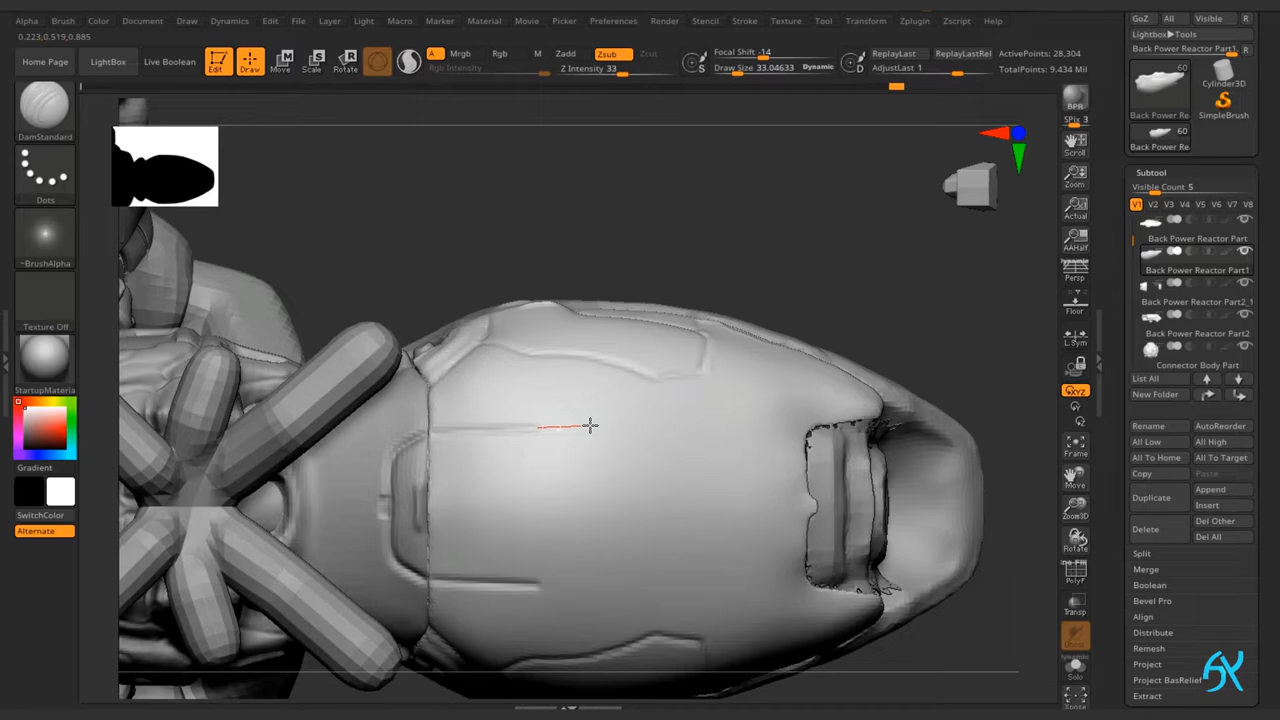 Alpha Brush Color Document Draw Dynamics Edit File Layer Light Macro Marker Material Movie Picker Preferences Render Stencil Stroke Texture Tool Transform Zplugin Zscript Help
0.223,0.519,0.885
Home Page LightBox Live Boolean Edit Draw Move Scale Rotate A Mrgb Rgb M Zadd Zsub Zcut
Rgb Intensity Z Intensity 33
Focal Shift -14
Draw Size 33.04633 Dynamic
S D
ReplayLast ReplayLastRel
AdjustLast 1
ActivePoints: 28,304
TotalPoints: 9.434 Mil
DamStandard
Dots
~BrushAlpha
Texture Off
StartupMateria
Gradient
SwitchColor
Alternate
BPR
SPix 3
Scroll
Zoom
Actual
AAHalf
Dynamic
Persp
Floor
L.Sym
XYZ
Frame
Move
Zoom3D
Rotate
PolyF
Transp
Ghost
Dynamic
Solo
Xpose
GoZ All Visible R
Lightbox▶Tools
Back Power Reactor Part1. R
60
Cylinder3D
Back Power Re
SimpleBrush
60
Back Power Re
Subtool
Visible Count 5
V1 V2 V3 V4 V5 V6 V7 V8
Back Power Reactor Part
Back Power Reactor Part1
Back Power Reactor Part2_1
Back Power Reactor Part2
Connector Body Part
List All
New Folder
Rename AutoReorder
All Low All High
All To Home All To Target
Copy Paste
Duplicate Append
Insert
Delete Del Other
Del All
Split
Merge
Boolean
Bevel Pro
Align
Distribute
Remesh
Project
Project BasRelief
Extract